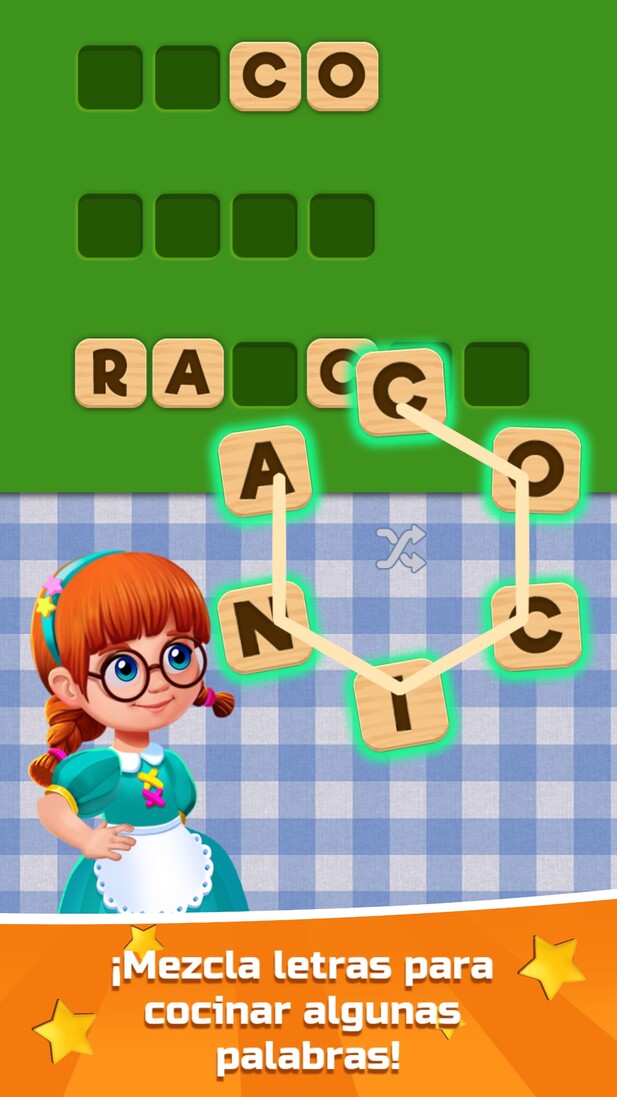 CO
RA C
C
A O
N C
I
¡Mezcla letras para
cocinar algunas
palabras!